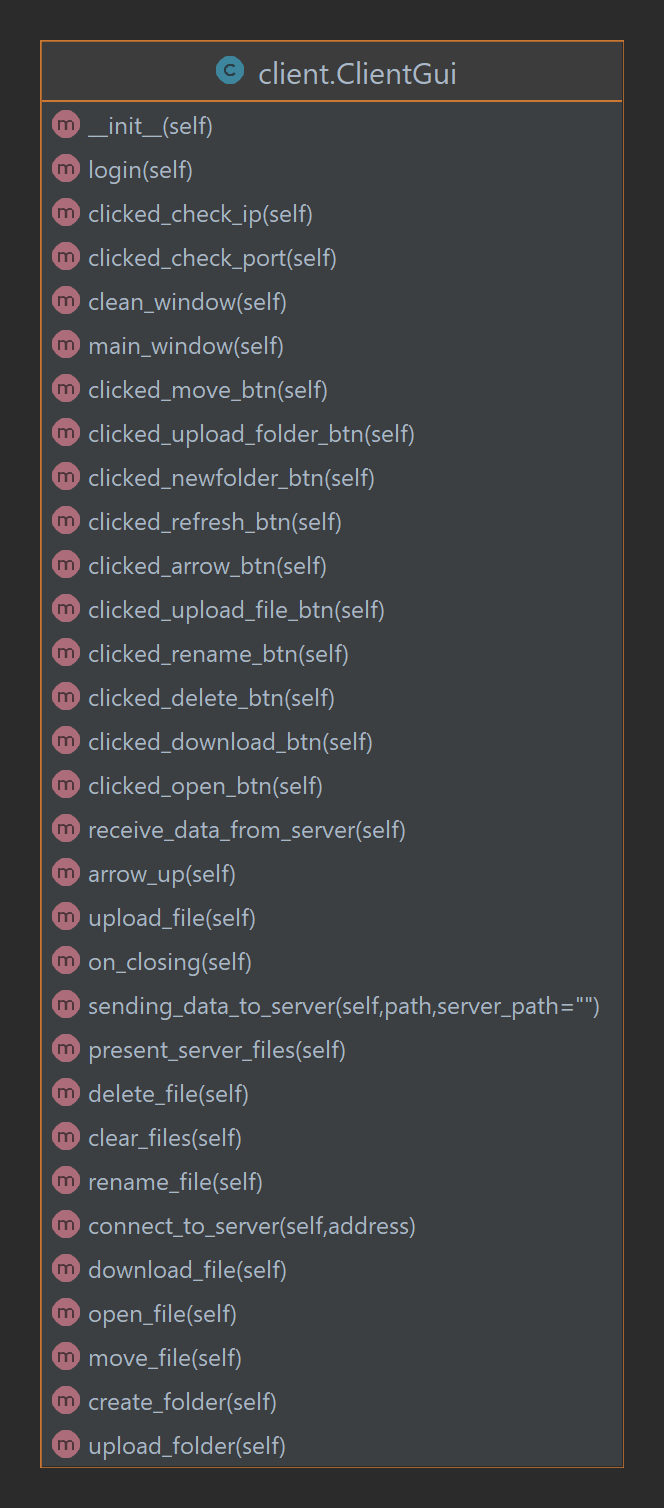 C client.ClientGui
m __init__(self)
m login(self)
m clicked_check_ip(self)
m clicked_check_port(self)
m clean_window(self)
m main_window(self)
m clicked_move_btn(self)
m clicked_upload_folder_btn(self)
m clicked_newfolder_btn(self)
m clicked_refresh_btn(self)
m clicked_arrow_btn(self)
m clicked_upload_file_btn(self)
m clicked_rename_btn(self)
m clicked_delete_btn(self)
m clicked_download_btn(self)
m clicked_open_btn(self)
m receive_data_from_server(self)
m arrow_up(self)
m upload_file(self)
m on_closing(self)
m sending_data_to_server(self,path,server_path="")
m present_server_files(self)
m delete_file(self)
m clear_files(self)
m rename_file(self)
m connect_to_server(self,address)
m download_file(self)
m open_file(self)
m move_file(self)
m create_folder(self)
m upload_folder(self)